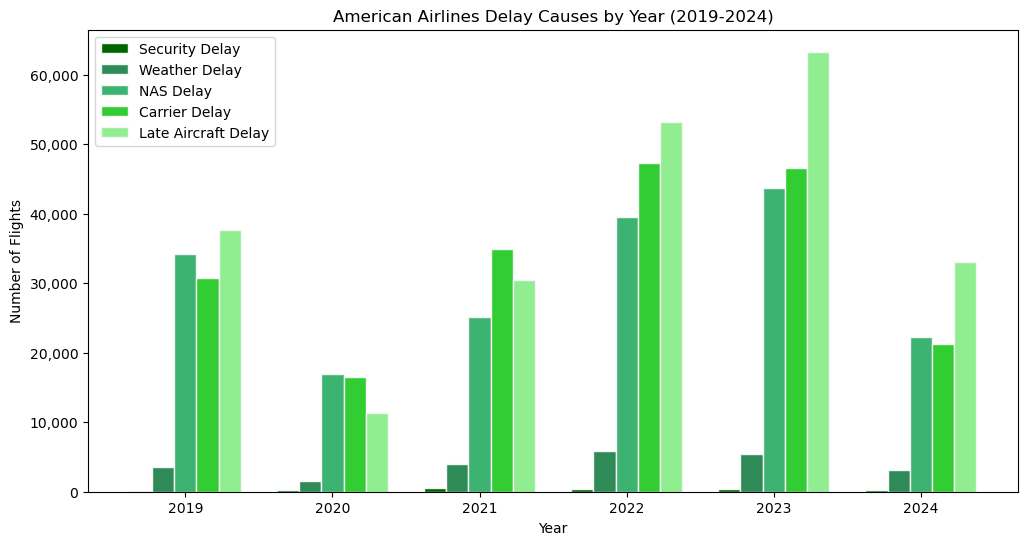 American Airlines Delay Causes by Year (2019-2024)
Security Delay
Weather Delay
NAS Delay
Carrier Delay
Late Aircraft Delay
Number of Flights
60,000
50,000
40,000
30,000
20,000
10,000
0
2019 2020 2021 2022 2023 2024
Year